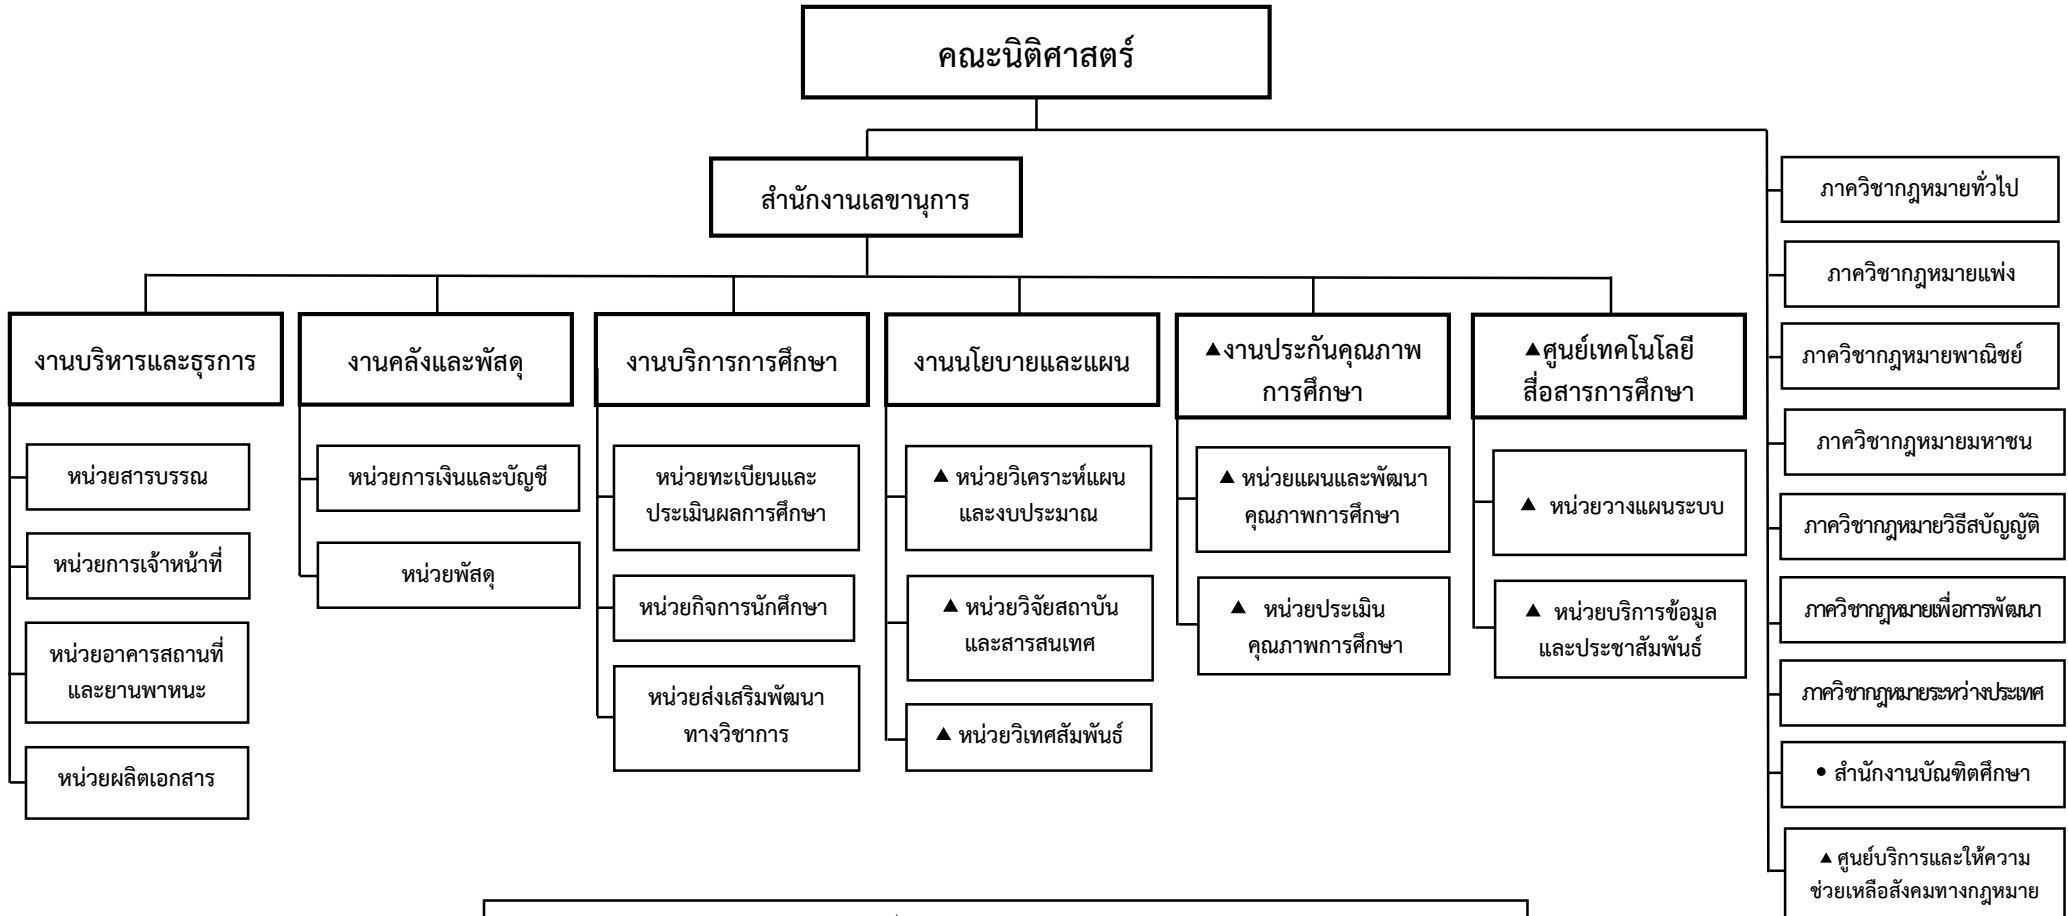 คณะนิติศาสตร์
สำนักงานเลขานุการ
งานบริหารและธุรการ
หน่วยสารบรรณ
หน่วยการเจ้าหน้าที่
หน่วยอาคารสถานที่
และยานพาหนะ
หน่วยผลิตเอกสาร
งานคลังและพัสดุ
หน่วยการเงินและบัญชี
หน่วยพัสดุ
งานบริการการศึกษา
หน่วยทะเบียนและ
ประเมินผลการศึกษา
หน่วยกิจการนักศึกษา
หน่วยส่งเสริมพัฒนา
ทางวิชาการ
งานนโยบายและแผน
▲ หน่วยวิเคราะห์แผน
และงบประมาณ
▲ หน่วยวิจัยสถาบัน
และสารสนเทศ
▲ หน่วยวิเทศสัมพันธ์
▲งานประกันคุณภาพ
การศึกษา
▲ หน่วยแผนและพัฒนา
คุณภาพการศึกษา
▲ หน่วยประเมิน
คุณภาพการศึกษา
▲ศูนย์เทคโนโลยี
สื่อสารการศึกษา
▲ หน่วยวางแผนระบบ
▲ หน่วยบริการข้อมูล
และประชาสัมพันธ์
ภาควิชากฎหมายทั่วไป
ภาควิชากฎหมายแพ่ง
ภาควิชากฎหมายพาณิชย์
ภาควิชากฎหมายมหาชน
ภาควิชากฎหมายวิธีสบัญญัติ
ภาควิชากฎหมายเพื่อการพัฒนา
ภาควิชากฎหมายระหว่างประเทศ
• สำนักงานบัณฑิตศึกษา
▲ ศูนย์บริการและให้ความ
ช่วยเหลือสังคมทางกฎหมาย